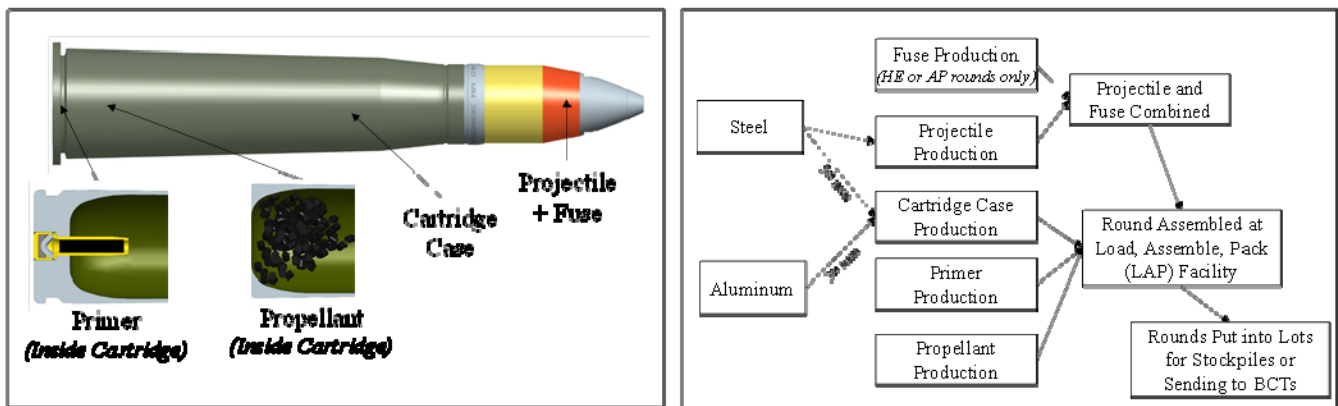 Primer
(Inside Cartridge)
Propellant
(Inside Cartridge)
Cartridge
Case
Projectile
+ Fuse
Fuse Production
(HE or AP rounds only)
Projectile and
Fuse Combined
Steel
Projectile
Production
Cartridge Case
Production
Round Assembled at
Load, Assemble, Pack
(LAP) Facility
Aluminum
Primer
Production
Propellant
Production
Rounds Put into Lots
for Stockpiles or
Sending to BCTs